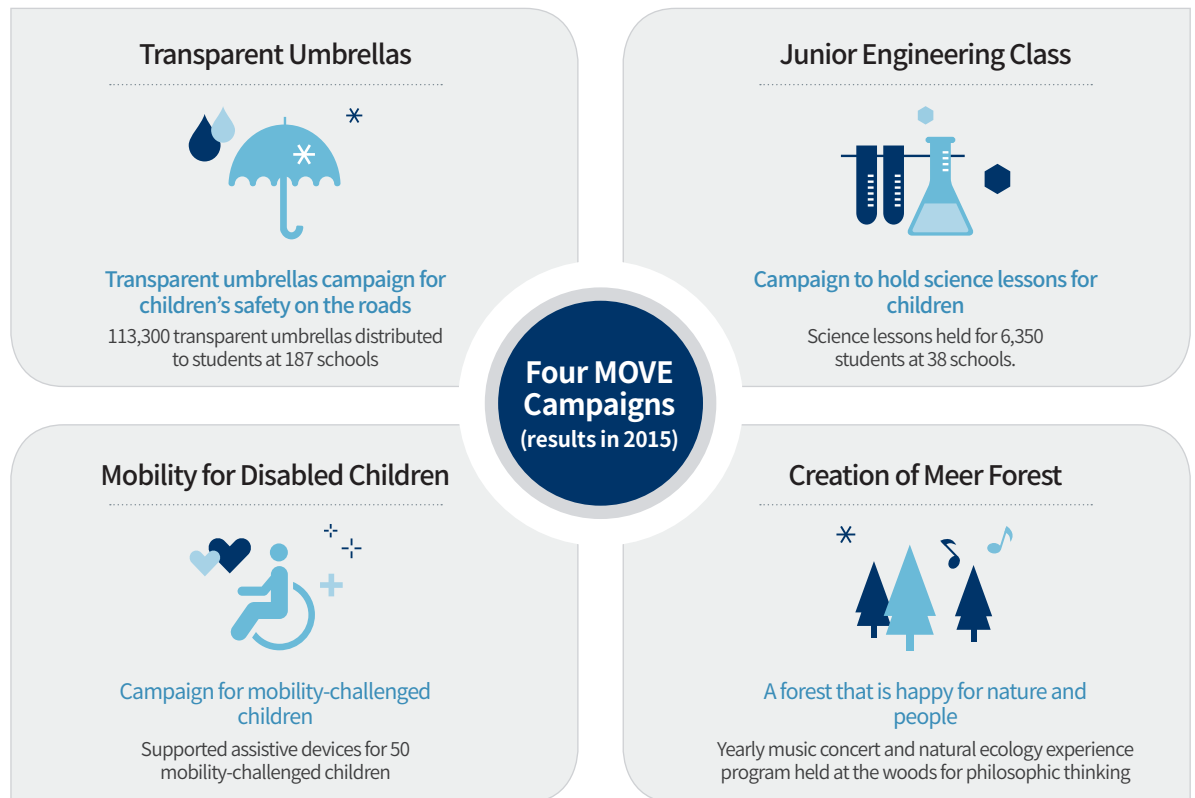 Transparent Umbrellas
Transparent umbrellas campaign for
children's safety on the roads
113,300 transparent umbrellas distributed
to students at 187 schools
Junior Engineering Class
Campaign to hold science lessons for
children
Science lessons held for 6,350
students at 38 schools.
Four MOVE
Campaigns
(results in 2015)
Mobility for Disabled Children
Campaign for mobility-challenged
children
Supported assistive devices for 50
mobility-challenged children
Creation of Meer Forest
A forest that is happy for nature and
people
Yearly music concert and natural ecology experience
program held at the woods for philosophic thinking